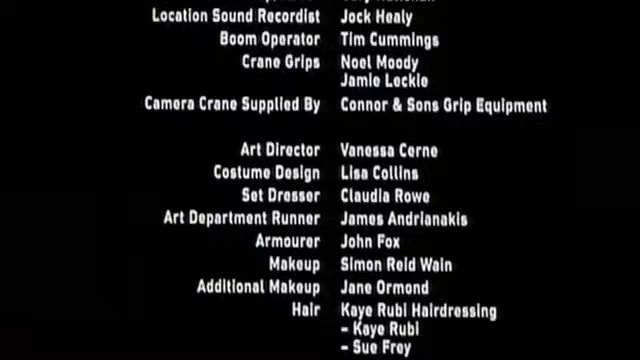 Location Sound Recordist Jock Healy
Boom Operator Tim Cummings
Crane Grips Noel Moody
Jamie Leckie
Camera Crane Supplied By Connor & Sons Grip Equipment
Art Director Vanessa Cerne
Costume Design Lisa Collins
Set Dresser Claudia Rowe
Art Department Runner James Andrianakis
Armourer John Fox
Makeup Simon Reid Wain
Additional Makeup Jane Ormond
Hair Kaye Rubi Hairdressing
- Kaye Rubi
- Sue Frey